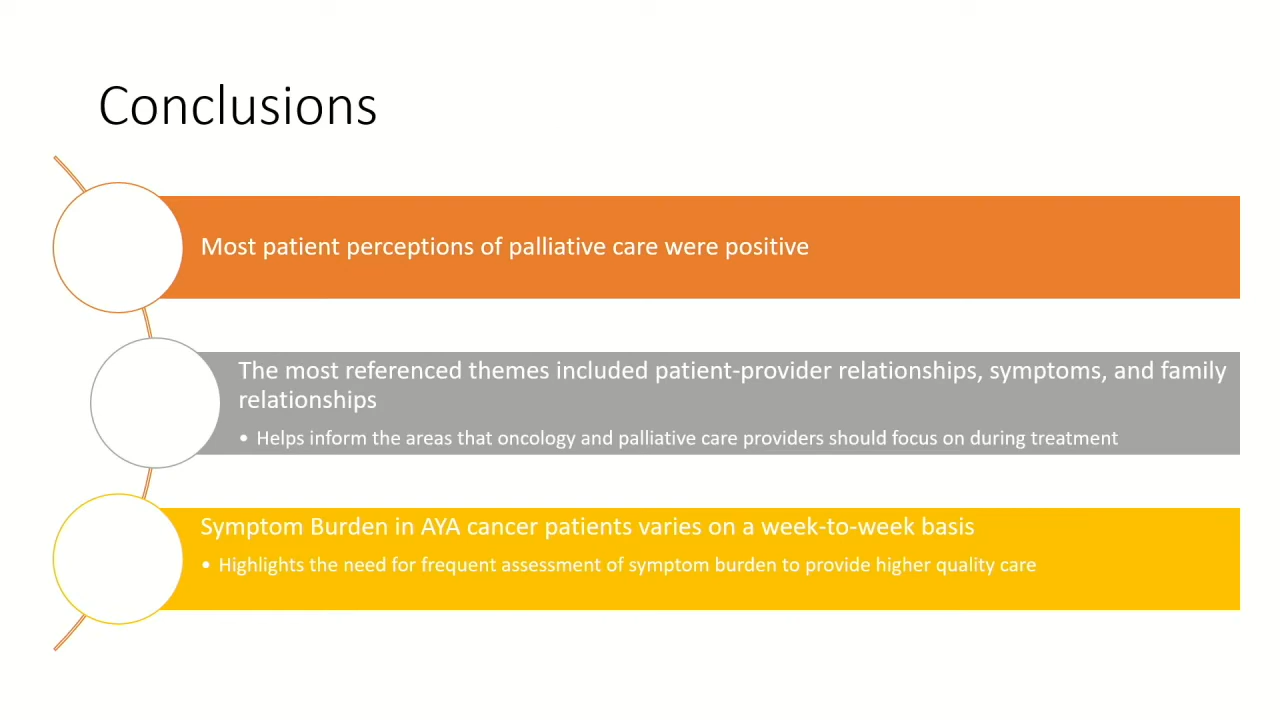 Conclusions
Most patient perceptions of palliative care were positive
The most referenced themes included patient-provider relationships, symptoms, and family
relationships
• Helps inform the areas that oncology and palliative care providers should focus on during treatment
Symptom Burden in AYA cancer patients varies on a week-to-week basis
• Highlights the need for frequent assessment of symptom burden to provide higher quality care